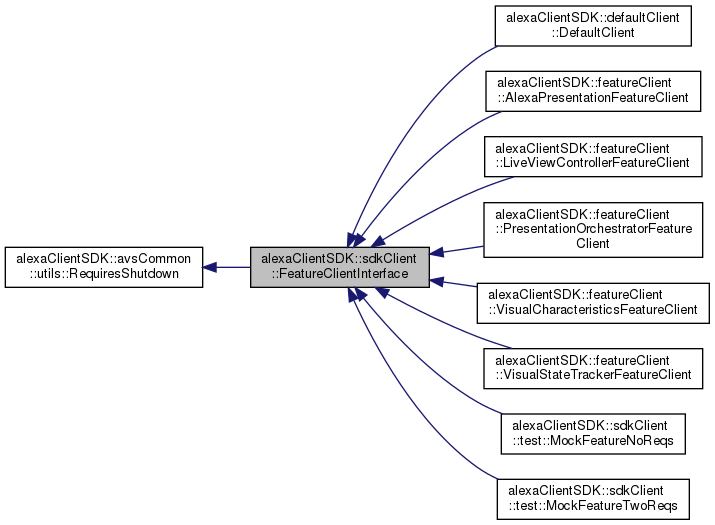 alexaClientSDK::avsCommon
::utils::RequiresShutdown
alexaClientSDK::sdkClient
::FeatureClientInterface
alexaClientSDK::defaultClient
::DefaultClient
alexaClientSDK::featureClient
::AlexaPresentationFeatureClient
alexaClientSDK::featureClient
::LiveViewControllerFeatureClient
alexaClientSDK::featureClient
::PresentationOrchestratorFeature
Client
alexaClientSDK::featureClient
::VisualCharacteristicsFeatureClient
alexaClientSDK::featureClient
::VisualStateTrackerFeatureClient
alexaClientSDK::sdkClient
::test::MockFeatureNoReqs
alexaClientSDK::sdkClient
::test::MockFeatureTwoReqs